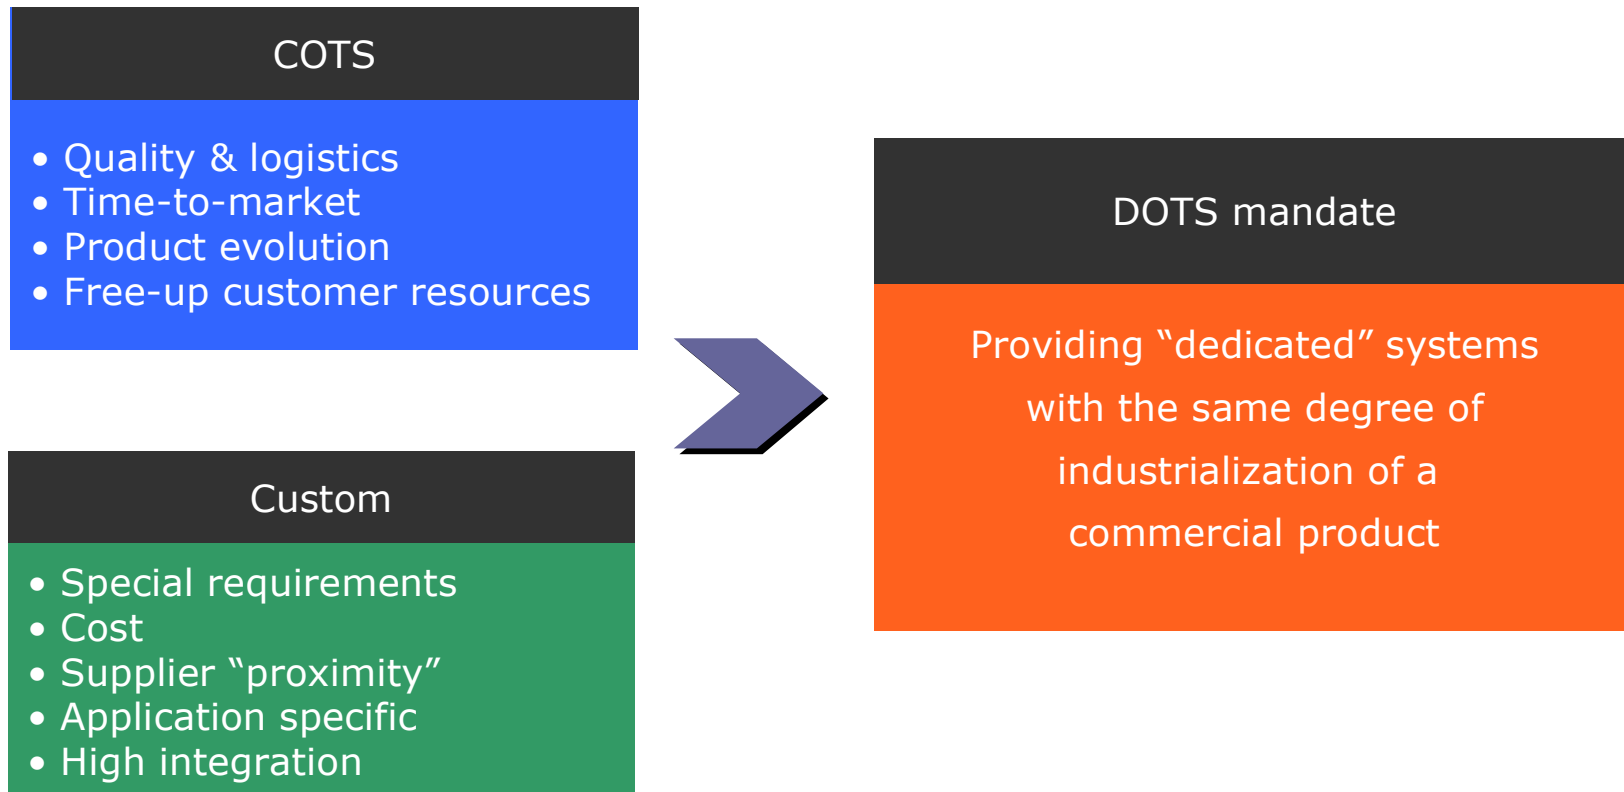 COTS
• Quality & logistics
• Time-to-market
• Product evolution
• Free-up customer resources
Custom
• Special requirements
• Cost
• Supplier “proximity”
• Application specific
• High integration
DOTS mandate
Providing “dedicated” systems
with the same degree of
industrialization of a
commercial product